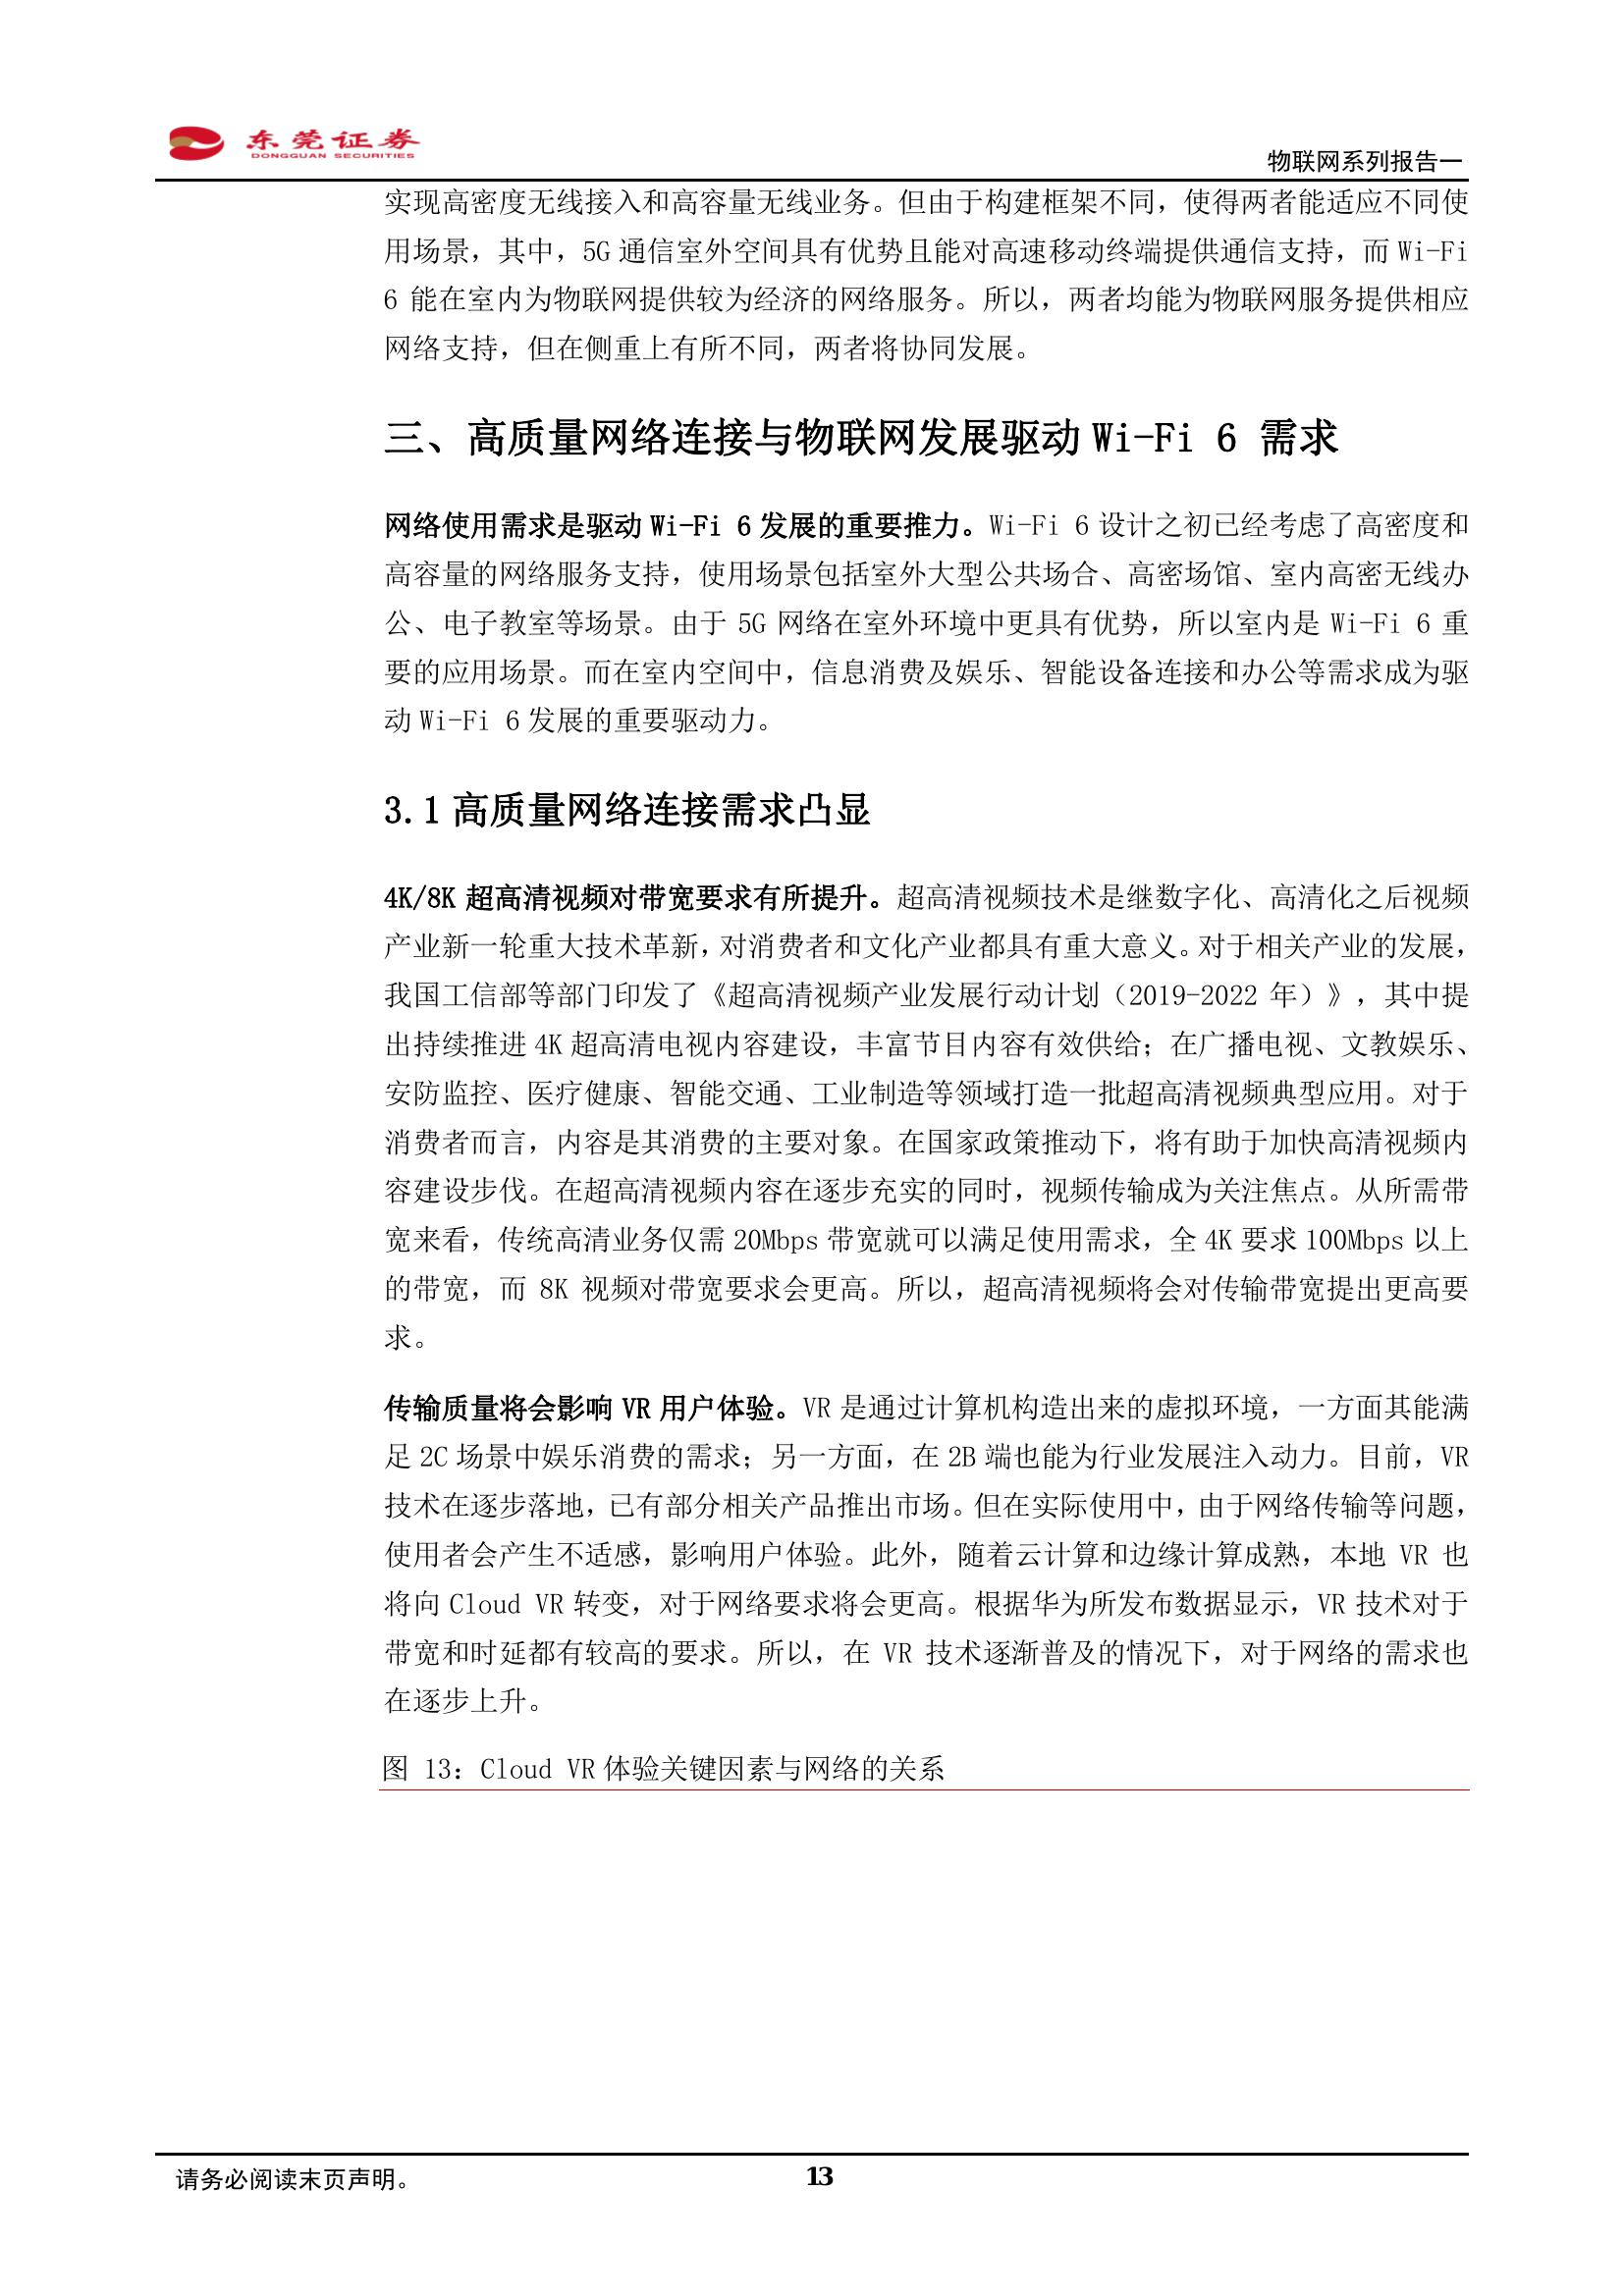 东莞证券
DONGGUAN SECURITIES
物联网系列报告一
实现高密度无线接入和高容量无线业务。但由于构建框架不同，使得两者能适应不同使
用场景，其中，5G 通信室外空间具有优势且能对高速移动终端提供通信支持，而 Wi-Fi
6 能在室内为物联网提供较为经济的网络服务。所以，两者均能为物联网服务提供相应
网络支持，但在侧重上有所不同，两者将协同发展。
三、高质量网络连接与物联网发展驱动 Wi-Fi 6 需求
网络使用需求是驱动 Wi-Fi 6 发展的重要推力。Wi-Fi 6 设计之初已经考虑了高密度和
高容量的网络服务支持，使用场景包括室外大型公共场合、高密场馆、室内高密无线办
公、电子教室等场景。由于 5G 网络在室外环境中更具有优势，所以室内是 Wi-Fi 6 重
要的应用场景。而在室内空间中，信息消费及娱乐、智能设备连接和办公等需求成为驱
动 Wi-Fi 6 发展的重要驱动力。
3.1 高质量网络连接需求凸显
4K/8K 超高清视频对带宽要求有所提升。超高清视频技术是继数字化、高清化之后视频
产业新一轮重大技术革新，对消费者和文化产业都具有重大意义。对于相关产业的发展，
我国工信部等部门印发了《超高清视频产业发展行动计划（2019-2022 年）》，其中提
出持续推进 4K 超高清电视内容建设，丰富节目内容有效供给；在广播电视、文教娱乐、
安防监控、医疗健康、智能交通、工业制造等领域打造一批超高清视频典型应用。对于
消费者而言，内容是其消费的主要对象。在国家政策推动下，将有助于加快高清视频内
容建设步伐。在超高清视频内容在逐步充实的同时，视频传输成为关注焦点。从所需带
宽来看，传统高清业务仅需 20Mbps 带宽就可以满足使用需求，全 4K 要求 100Mbps 以上
的带宽，而 8K 视频对带宽要求会更高。所以，超高清视频将会对传输带宽提出更高要
求。
传输质量将会影响 VR 用户体验。VR 是通过计算机构造出来的虚拟环境，一方面其能满
足 2C 场景中娱乐消费的需求；另一方面，在 2B 端也能为行业发展注入动力。目前，VR
技术在逐步落地，已有部分相关产品推出市场。但在实际使用中，由于网络传输等问题，
使用者会产生不适感，影响用户体验。此外，随着云计算和边缘计算成熟，本地 VR 也
将向 Cloud VR 转变，对于网络要求将会更高。根据华为所发布数据显示，VR 技术对于
带宽和时延都有较高的要求。所以，在 VR 技术逐渐普及的情况下，对于网络的需求也
在逐步上升。
图 13：Cloud VR 体验关键因素与网络的关系
请务必阅读末页声明。
13